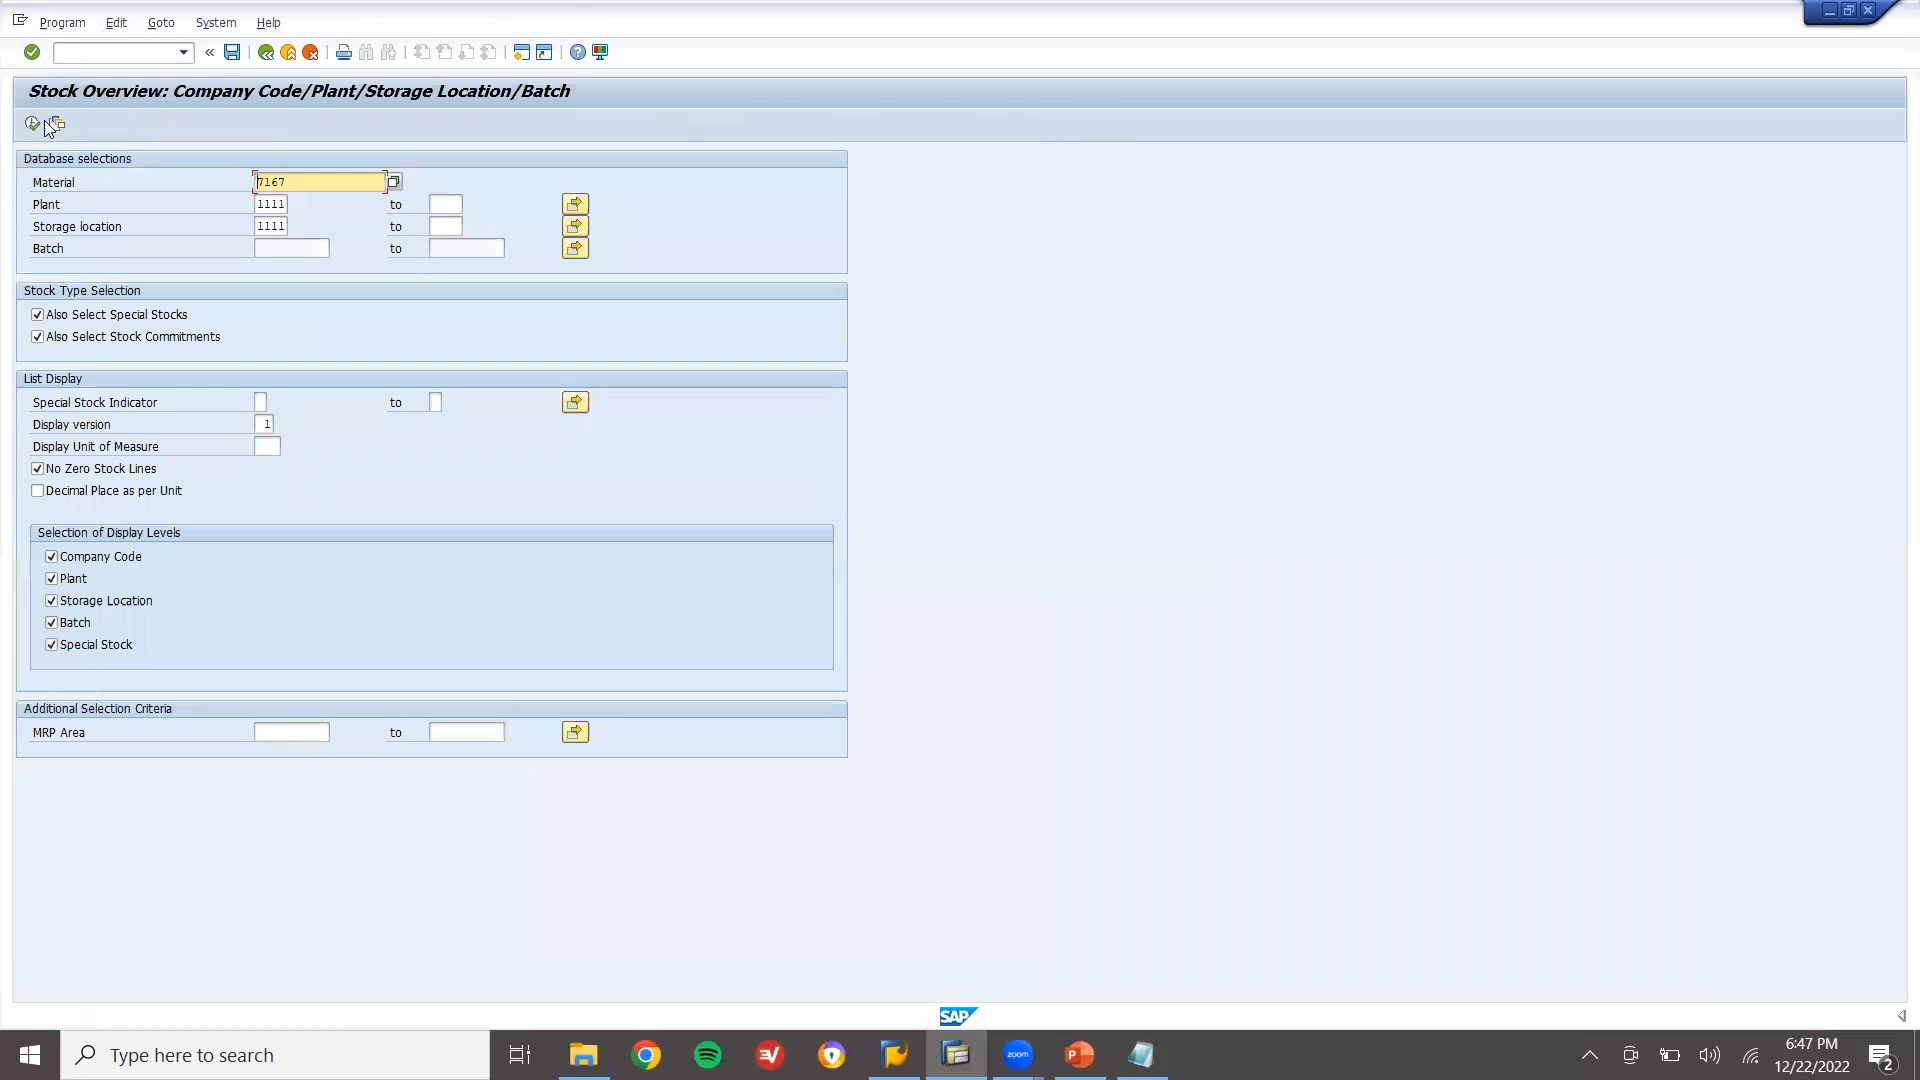 Program Edit Goto System Help
Stock Overview: Company Code/Plant/Storage Location/Batch
Database selections
Material 7167
Plant 1111 to
Storage location 1111 to
Batch to
Stock Type Selection
Also Select Special Stocks
Also Select Stock Commitments
List Display
Special Stock Indicator to
Display version 1
Display Unit of Measure
No Zero Stock Lines
Decimal Place as per Unit
Selection of Display Levels
Company Code
Plant
Storage Location
Batch
Special Stock
Additional Selection Criteria
MRP Area to
SAP
Type here to search
zoom
P
6:47 PM
12/22/2022
2